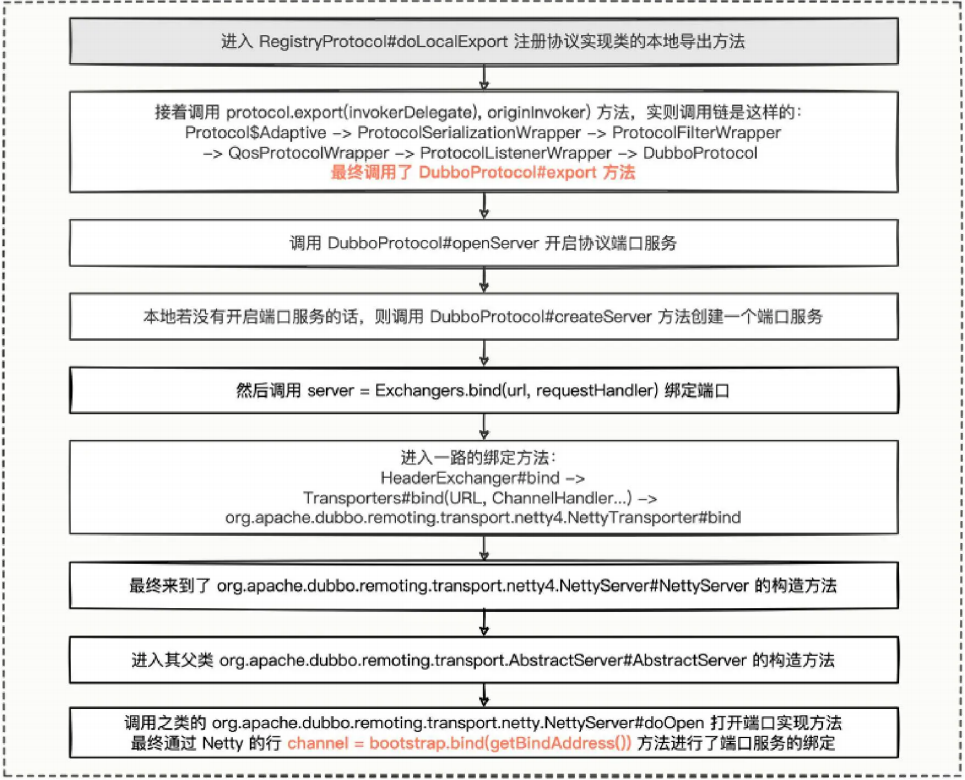 进入 RegistryProtocol#doLocalExport 注册协议实现类的本地导出方法
接着调用 protocol.export(invokerDelegate), originInvoker) 方法，实则调用链是这样的：
Protocol$Adaptive -> ProtocolSerializationWrapper -> ProtocolFilterWrapper
-> QosProtocolWrapper -> ProtocolListenerWrapper -> DubboProtocol
最终调用了 DubboProtocol#export 方法
调用 DubboProtocol#openServer 开启协议端口服务
本地若没有开启端口服务的话，则调用 DubboProtocol#createServer 方法创建一个端口服务
然后调用 server = Exchangers.bind(url, requestHandler) 绑定端口
进入一路的绑定方法：
HeaderExchanger#bind ->
Transporters#bind(URL, ChannelHandler...) ->
org.apache.dubbo.remoting.transport.netty4.NettyTransporter#bind
最终来到了 org.apache.dubbo.remoting.transport.netty4.NettyServer#NettyServer 的构造方法
进入其父类 org.apache.dubbo.remoting.transport.AbstractServer#AbstractServer 的构造方法
调用之类的 org.apache.dubbo.remoting.transport.netty.NettyServer#doOpen 打开端口实现方法
最终通过 Netty 的行 channel = bootstrap.bind(getBindAddress()) 方法进行了端口服务的绑定